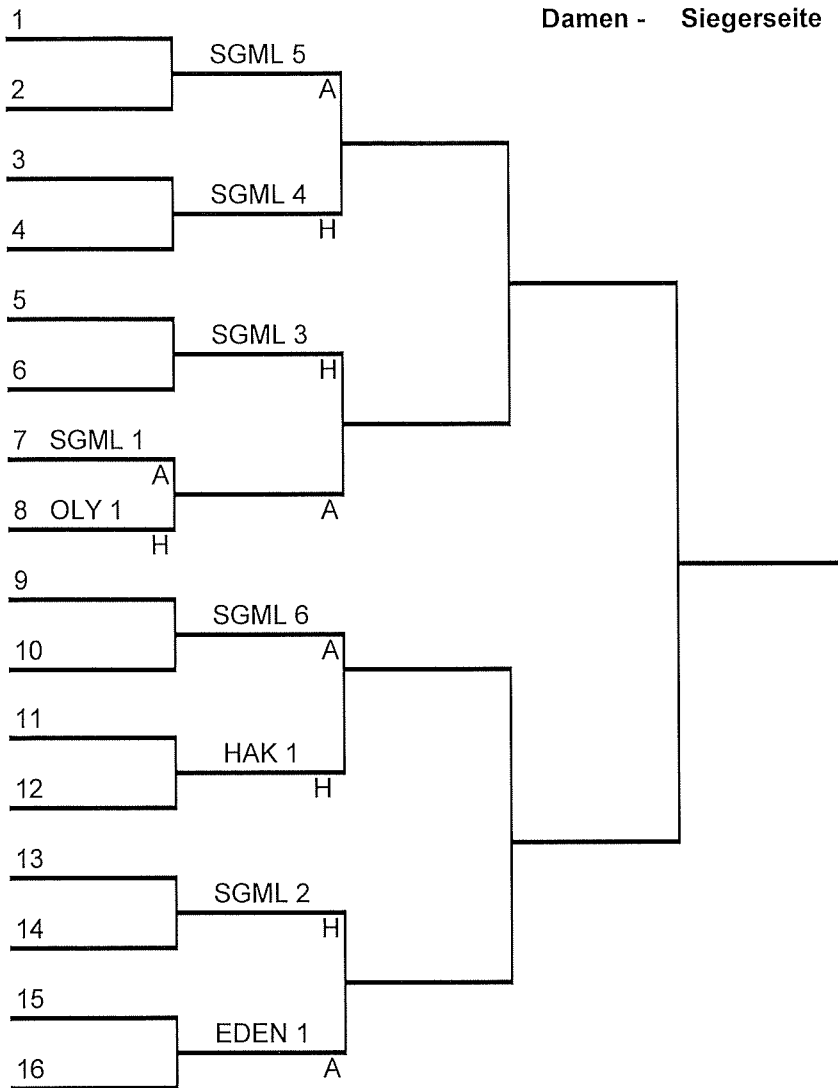 Damen - Siegerseite
1
SGML 5
A
2
3
SGML 4
H
4
5
SGML 3
H
6
7 SGML 1
A
8 OLY 1
H
A
9
SGML 6
A
10
11
HAK 1
H
12
13
SGML 2
H
14
15
EDEN 1
A
16